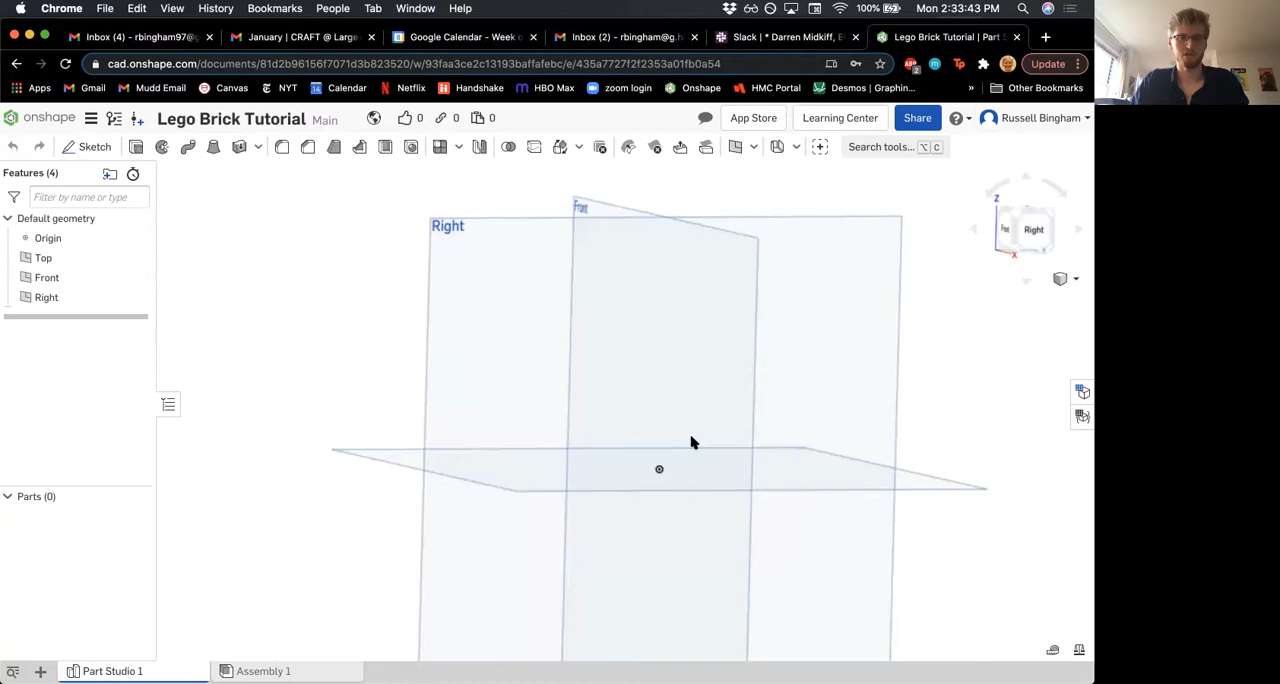 Chrome File Edit View History Bookmarks People Tab Window Help 100% Mon 2:33:43 PM
Inbox (4) - rbingham97@g January | CRAFT @ Large Google Calendar - Week o Inbox (2) - rbingham@g.h Slack | * Darren Midkiff, E Lego Brick Tutorial | Part S
cad.onshape.com/documents/81d2b96156f7071d3b823520/w/93faa3ce2c13193baffafebc/e/435a7727f2f2353a01fb0a54 2 Update
Apps Gmail Mudd Email Canvas NYT Calendar Netflix Handshake HBO Max zoom login Onshape HMC Portal Desmos | Graphin... » Other Bookmarks
onshape Lego Brick Tutorial Main 0 0 0 App Store Learning Center Share Russell Bingham
Sketch Search tools... C
Features (4)
Filter by name or type
Default geometry
Origin
Top
Front
Right
Parts (0)
Right
Front
Z
Front Right
X Y
Part Studio 1 Assembly 1